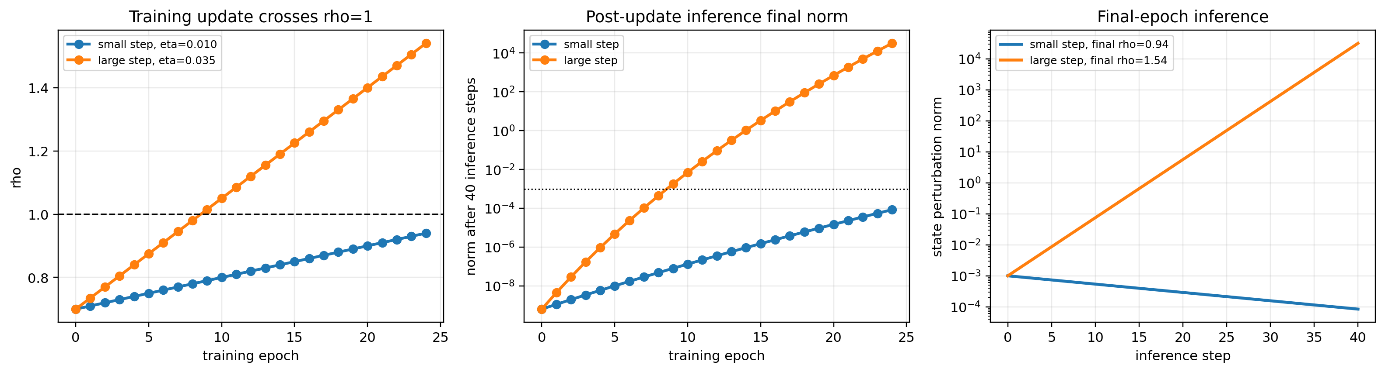 Training update crosses rho=1
small step, eta=0.010
large step, eta=0.035
rho
1.4
1.2
1.0
0.8
0
5
10
15
20
25
training epoch
Post-update inference final norm
small step
large step
norm after 40 inference steps
10^4
10^2
10^0
10^−2
10^−4
10^−6
10^−8
0
5
10
15
20
25
training epoch
Final-epoch inference
small step, final rho=0.94
large step, final rho=1.54
state perturbation norm
10^4
10^3
10^2
10^1
10^0
10^−1
10^−2
10^−3
10^−4
0
5
10
15
20
25
30
35
40
inference step